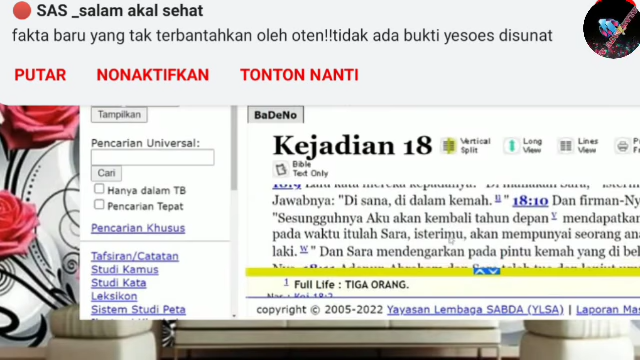 SAS _salam akal sehat
fakta baru yang tak terbantahkan oleh oten!!tidak ada bukti yesoes disunat
PUTAR NONAKTIFKAN TONTON NANTI
Tampilkan
BaDeNo
Pencarian Universal:
Cari
Hanya dalam TB
Pencarian Tepat
Pencarian Khusus
Tafsiran/Catatan
Studi Kamus
Studi Kata
Leksikon
Sistem Studi Peta
Kejadian 18
Vertical Split
Long View
Lines View
Bible Text Only
Jawabnya: "Di sana, di dalam kemah. 18:10 Dan firman-Ny
"Sesungguhnya Aku akan kembali tahun depan v mendapatkan
pada waktu itulah Sara, isterimu, akan mempunyai seorang ana
laki. w " Dan Sara mendengarkan pada pintu kemah yang di bel
1 Full Life : TIGA ORANG.
copyright © 2005-2022 Yayasan Lembaga SABDA (YLSA) | Laporan Mas